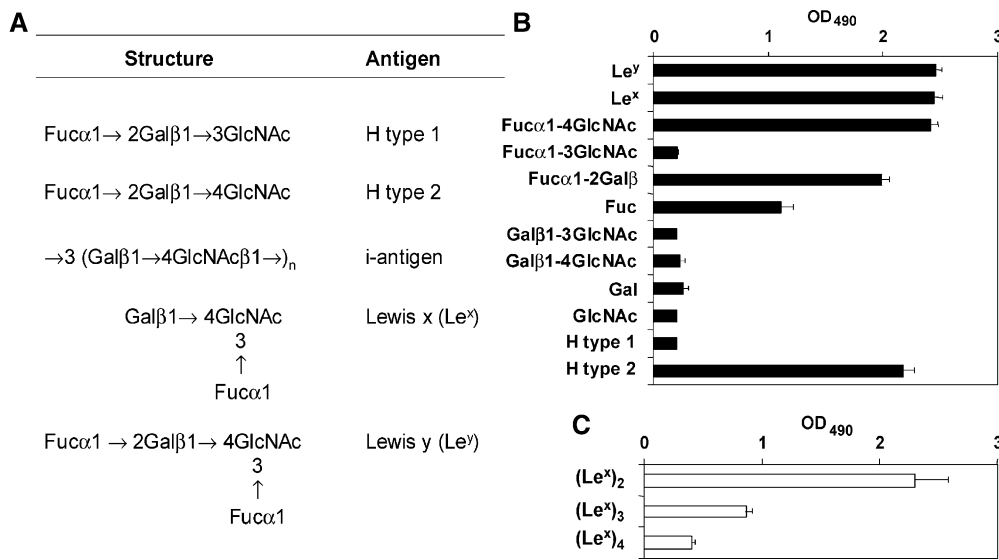 A
Structure Antigen
Fucα1→ 2Galβ1→3GlcNAc H type 1
Fucα1→ 2Galβ1→4GlcNAc H type 2
→3 (Galβ1→4GlcNAcβ1→)n i-antigen
Galβ1→ 4GlcNAc Lewis x (Leˣ)
3
↑
Fucα1
Fucα1 → 2Galβ1→ 4GlcNAc Lewis y (Leʸ)
3
↑
Fucα1
B
OD490
0 1 2 3
Leʸ
Leˣ
Fucα1-4GlcNAc
Fucα1-3GlcNAc
Fucα1-2Galβ
Fuc
Galβ1-3GlcNAc
Galβ1-4GlcNAc
Gal
GlcNAc
H type 1
H type 2
C
OD490
0 1 2 3
(Leˣ)2
(Leˣ)3
(Leˣ)4